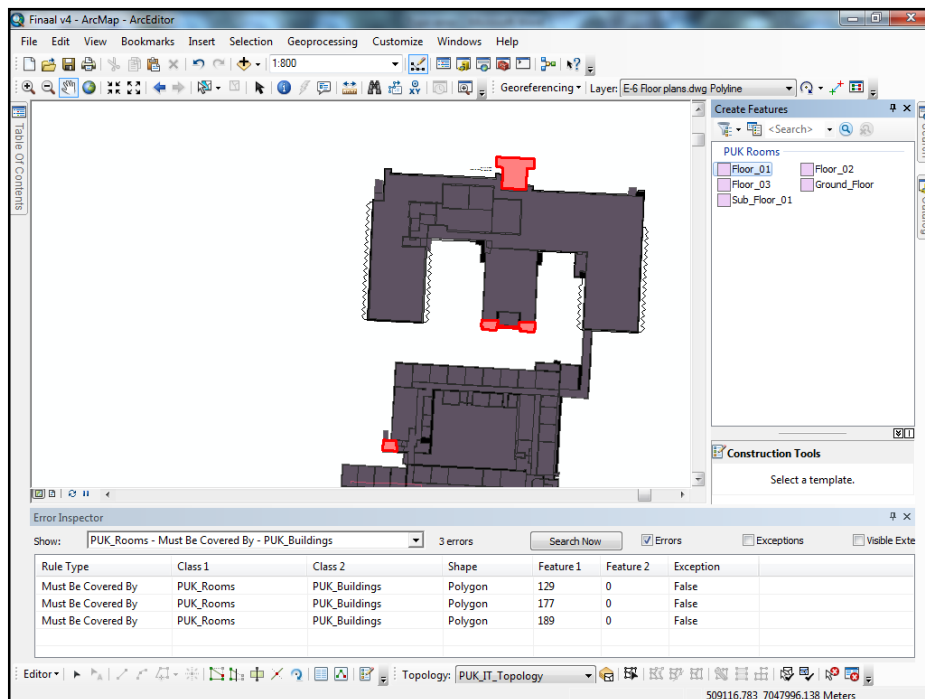 Finaal v4 - ArcMap - ArcEditor
File Edit View Bookmarks Insert Selection Geoprocessing Customize Windows Help
1:800
Georeferencing Layer: E-6 Floor plans.dwg Polyline
Table Of Contents
Create Features
<Search>
PUK Rooms
Floor_01 Floor_02
Floor_03 Ground_Floor
Sub_Floor_01
Construction Tools
Select a template.
Error Inspector
Show: PUK_Rooms - Must Be Covered By - PUK_Buildings 3 errors Search Now Errors Exceptions Visible Exte
Rule Type Class 1 Class 2 Shape Feature 1 Feature 2 Exception
Must Be Covered By PUK_Rooms PUK_Buildings Polygon 129 0 False
Must Be Covered By PUK_Rooms PUK_Buildings Polygon 177 0 False
Must Be Covered By PUK_Rooms PUK_Buildings Polygon 189 0 False
Editor Topology: PUK_IT_Topology
509116.783 7047996.138 Meters